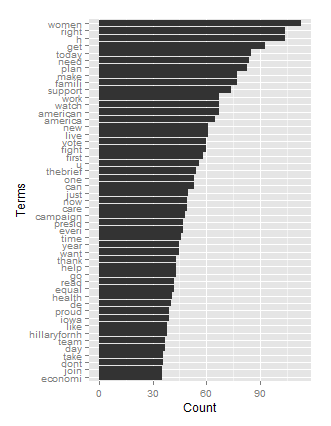 women
right
h
get
today
need
plan
make
famili
support
work
watch
american
america
new
live
vote
fight
first
u
thebrief
one
can
just
now
care
campaign
presid
everi
time
year
want
thank
help
go
read
equal
health
de
proud
iowa
like
hillaryfornh
team
day
take
dont
join
economi
Terms
0 30 60 90
Count